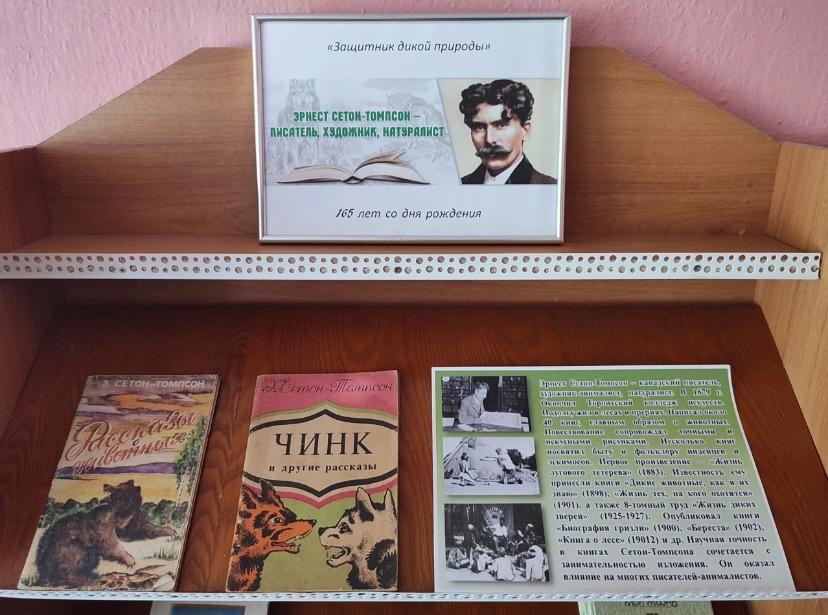 «Защитник дикой природы»
ЭРНЕСТ СЕТОН-ТОМПСОН –
ПИСАТЕЛЬ, ХУДОЖНИК, НАТУРАЛИСТ
165 лет со дня рождения
Э. СЕТОН-ТОМПСОН
Рассказы
о животных
Э. Сетон-Томпсон
ЧИНК
и другие рассказы
Эрнест Сетон-Томпсон – канадский писатель,
художник-анималист, натуралист. В 1879 г.
Окончил Торонтский колледж искусств.
Подолгу жил в лесах и прериях. Написал около
40 книг, главным образом о животных.
Повествование сопровождал точными и
искусными рисунками. Несколько книг
посвятил быту и фольклору индейцев и
эскимосов. Первое произведение – «Жизнь
лугового тетерева» (1883). Известность ему
принесли книги «Дикие животные, как я их
знаю» (1898), «Жизнь тех, на кого охотятся»
(1901), а также 8-томный труд «Жизнь диких
зверей» (1925-1927). Опубликовал книги
«Биография гризли» (1900), «Береста» (1902),
«Книга о лесе» (19012) и др. Научная точность
в книгах Сетон-Томпсона сочетается с
занимательностью изложения. Он оказал
влияние на многих писателей-анималистов.
МОЯ ЖИЗНЬ